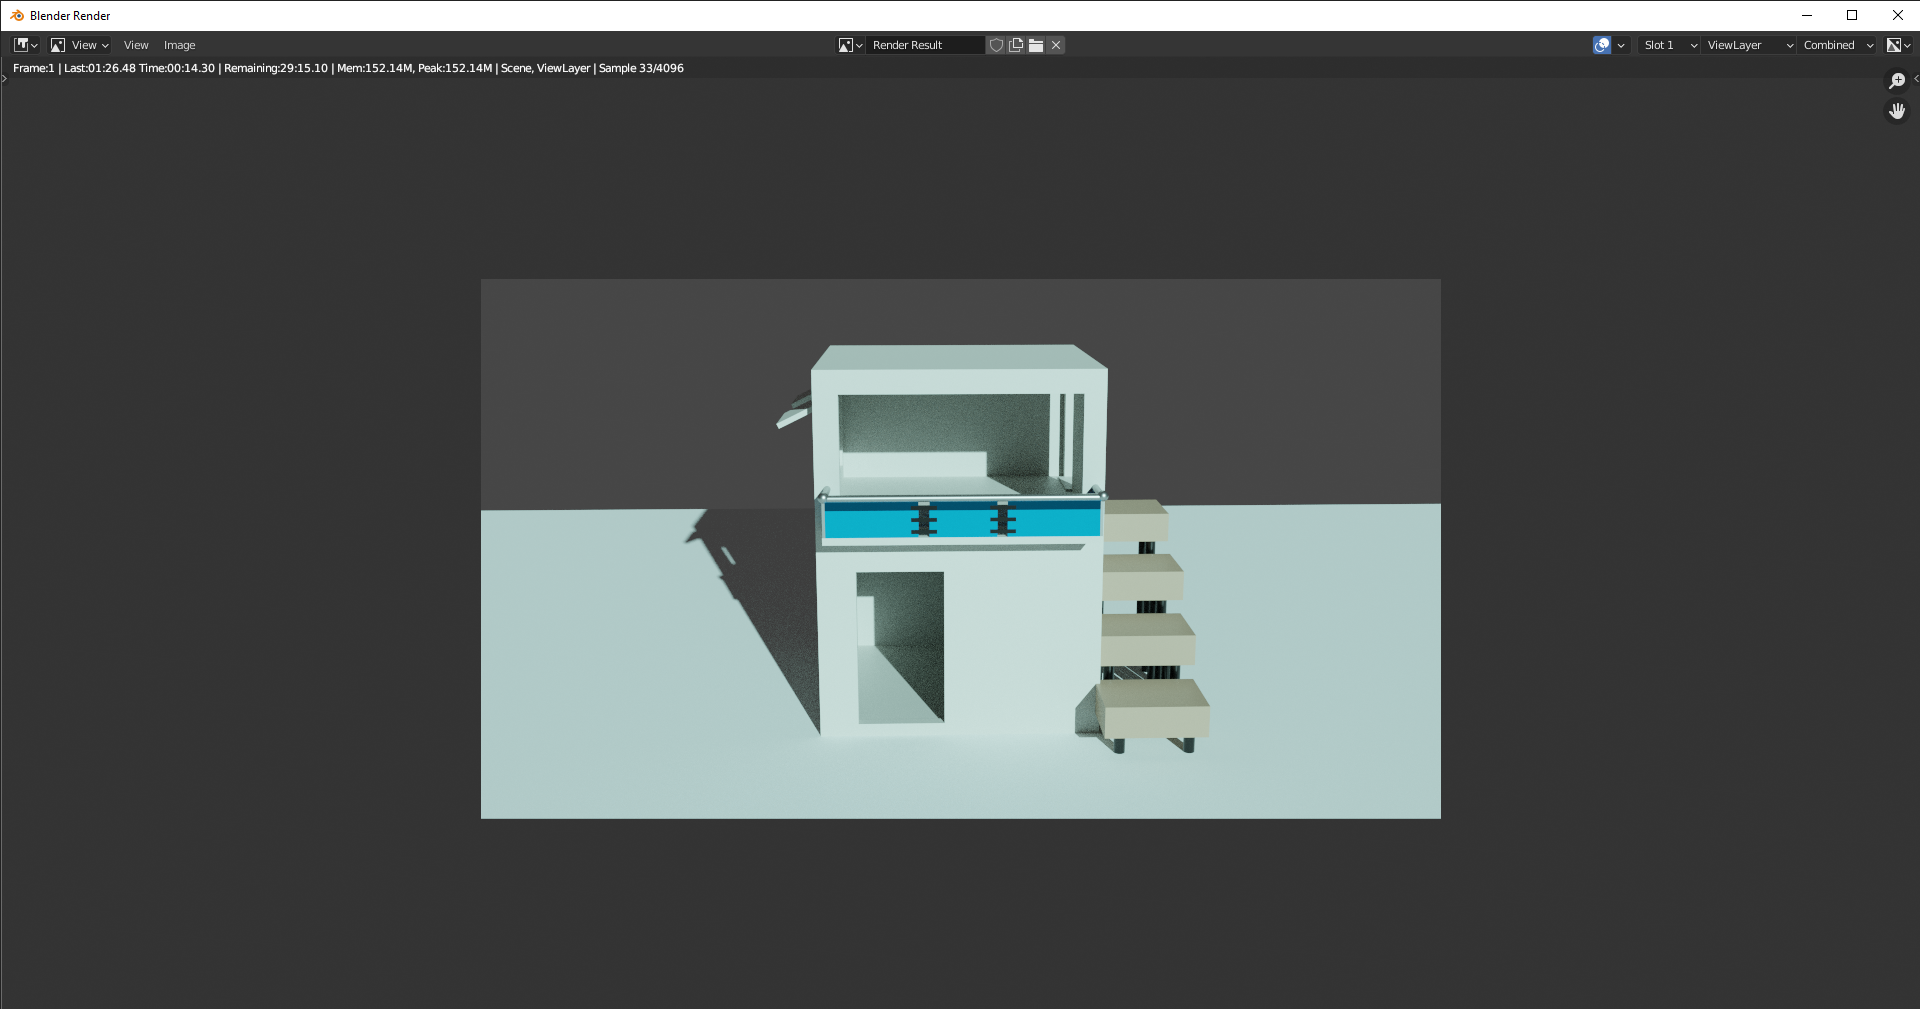 Blender Render
View View Image Render Result Slot 1 ViewLayer Combined
Frame:1 | Last:01:26.48 Time:00:14.30 | Remaining:29:15.10 | Mem:152.14M, Peak:152.14M | Scene, ViewLayer | Sample 33/4096